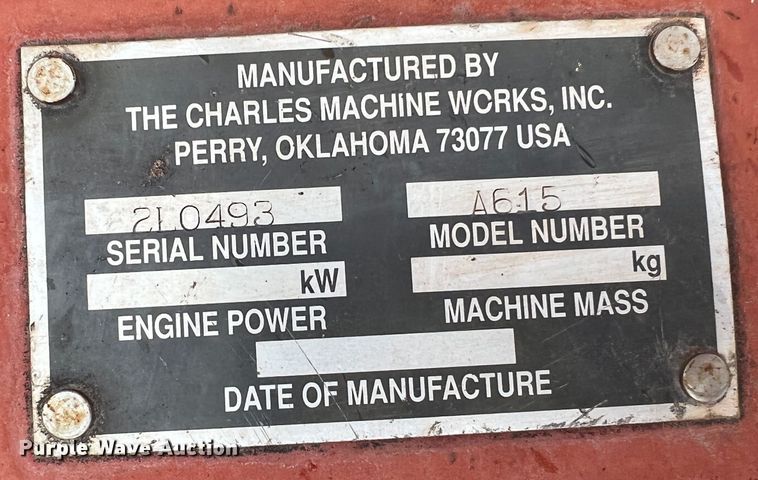 MANUFACTURED BY
THE CHARLES MACHINE WORKS, INC.
PERRY, OKLAHOMA 73077 USA
2L0493 A615
SERIAL NUMBER MODEL NUMBER
kW kg
ENGINE POWER MACHINE MASS
DATE OF MANUFACTURE
Purple Wave Auction